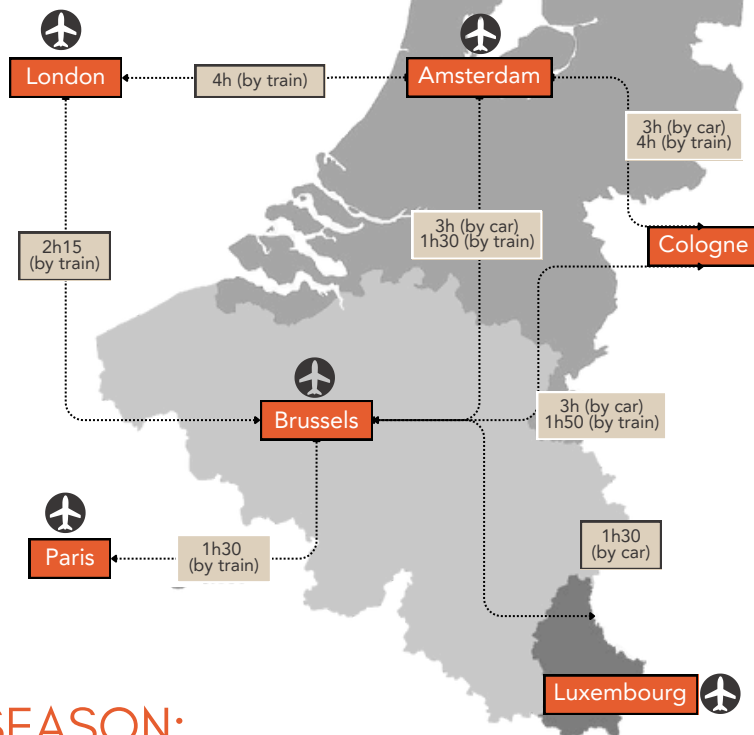 London
4h (by train)
Amsterdam
3h (by car)
4h (by train)
2h15
(by train)
3h (by car)
1h30 (by train)
Cologne
Brussels
3h (by car)
1h50 (by train)
Paris
1h30
(by train)
1h30
(by car)
Luxembourg
SEASON: